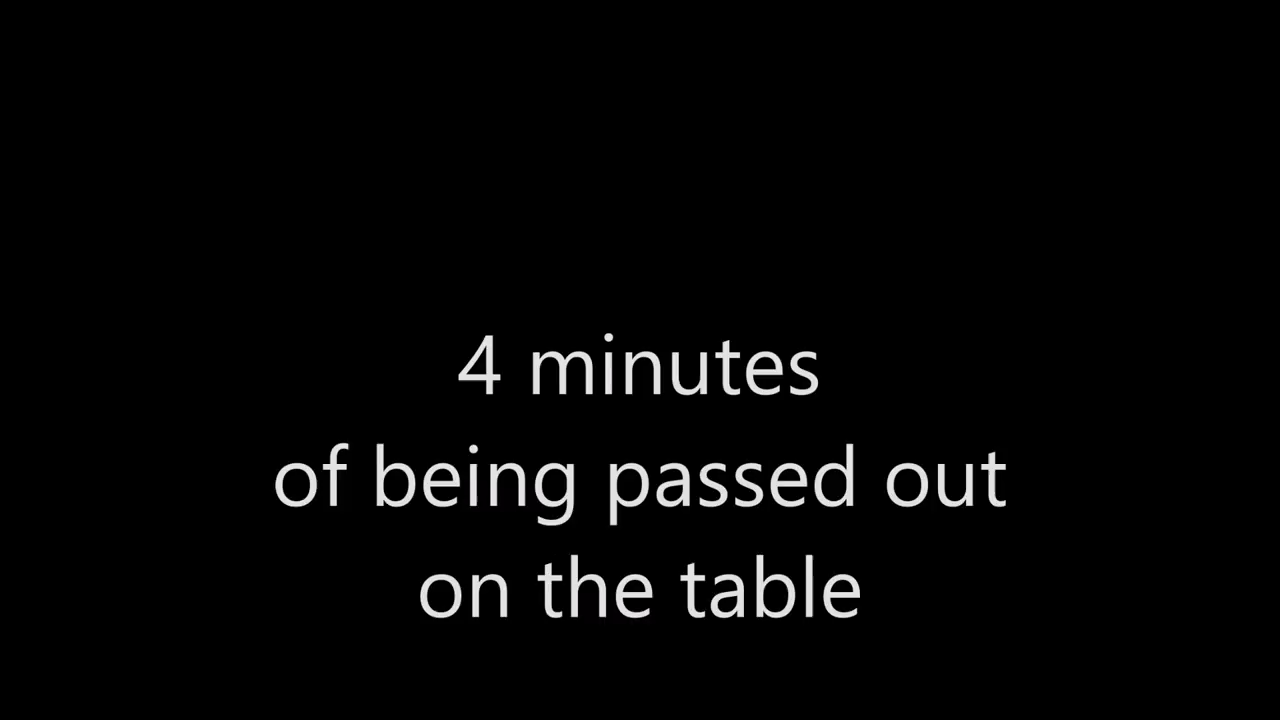 4 minutes
of being passed out
on the table